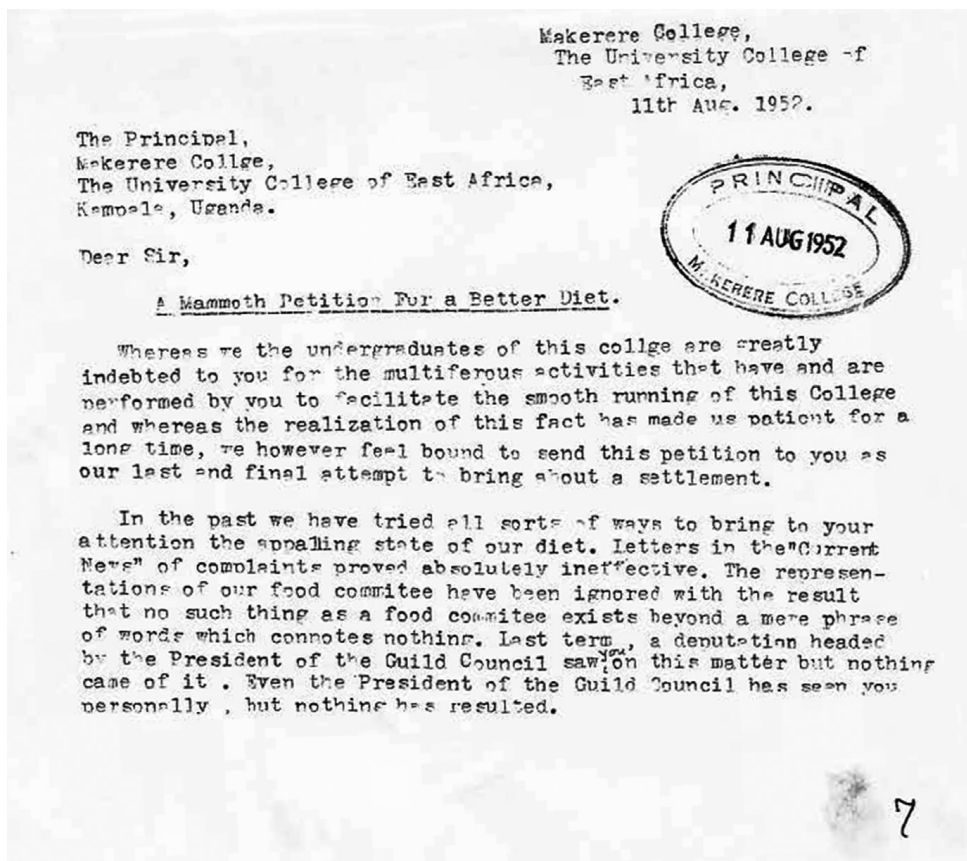 Makerere College,
The University College of
East Africa,
11th Aug. 1952.
The Principal,
Makerere Collge,
The University College of East Africa,
Kampala, Uganda.
PRINCIPAL
11 AUG 1952
MAKERERE COLLEGE
Dear Sir,
A Mammoth Petition For a Better Diet.
Whereas we the undergraduates of this collge are greatly
indebted to you for the multiferous activities that have and are
performed by you to facilitate the smooth running of this College
and whereas the realization of this fact has made us patient for a
long time, we however feel bound to send this petition to you as
our last and final attempt to bring about a settlement.
In the past we have tried all sorts of ways to bring to your
attention the appalling state of our diet. Letters in the "Current
News" of complaints proved absolutely ineffective. The represen-
tations of our food commitee have been ignored with the result
that no such thing as a food commitee exists beyond a mere phrase
of words which connotes nothing. Last term, a deputation headed
by the President of the Guild Council saw you on this matter but nothing
came of it . Even the President of the Guild Council has seen you
personally , but nothing has resulted.
7